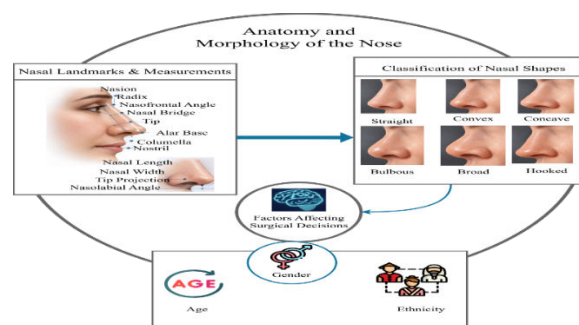 Anatomy and
Morphology of the Nose
Nasal Landmarks & Measurements
Nasion
Radix
Nasofrontal Angle
Nasal Bridge
Tip
Alar Base
Columella
Nostril
Nasal Length
Nasal Width
Tip Projection
Nasolabial Angle
Classification of Nasal Shapes
Straight
Convex
Concave
Bulbous
Broad
Hooked
Factors Affecting
Surgical Decisions
Gender
AGE
Age
Ethnicity